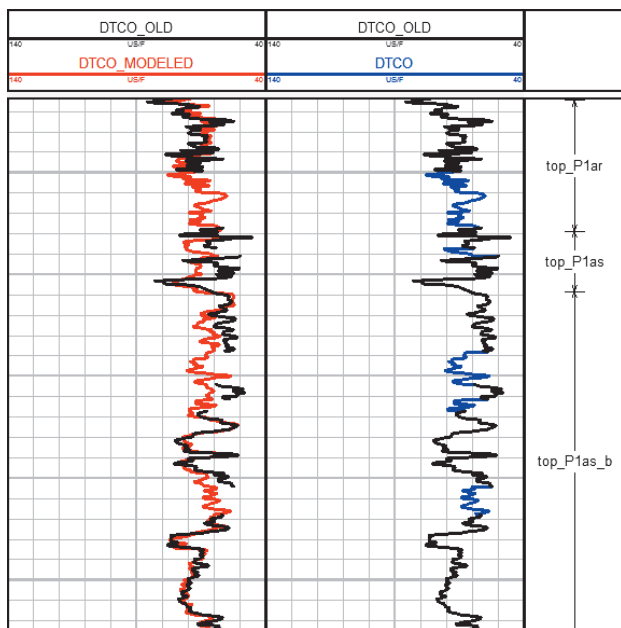 DTCO_OLD
140 US/F 40
DTCO_MODELED
140 US/F 40
DTCO_OLD
140 US/F 40
DTCO
140 US/F 40
top_P1ar
top_P1as
top_P1as_b